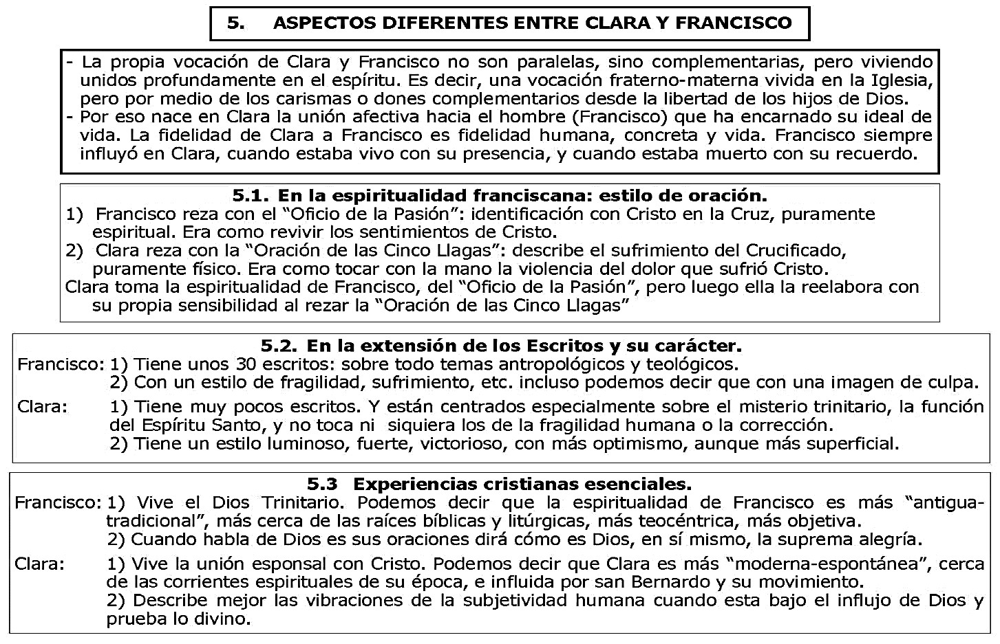 5. ASPECTOS DIFERENTES ENTRE CLARA Y FRANCISCO
- La propia vocación de Clara y Francisco no son paralelas, sino complementarias, pero viviendo
unidos profundamente en el espíritu. Es decir, una vocación fraterno-materna vivida en la Iglesia,
pero por medio de los carismas o dones complementarios desde la libertad de los hijos de Dios.
- Por eso nace en Clara la unión afectiva hacia el hombre (Francisco) que ha encarnado su ideal de
vida. La fidelidad de Clara a Francisco es fidelidad humana, concreta y vida. Francisco siempre
influyó en Clara, cuando estaba vivo con su presencia, y cuando estaba muerto con su recuerdo.
5.1. En la espiritualidad franciscana: estilo de oración.
1) Francisco reza con el “Oficio de la Pasión”: identificación con Cristo en la Cruz, puramente
espiritual. Era como revivir los sentimientos de Cristo.
2) Clara reza con la “Oración de las Cinco Llagas”: describe el sufrimiento del Crucificado,
puramente físico. Era como tocar con la mano la violencia del dolor que sufrió Cristo.
Clara toma la espiritualidad de Francisco, del “Oficio de la Pasión”, pero luego ella la reelabora con
su propia sensibilidad al rezar la “Oración de las Cinco Llagas”
5.2. En la extensión de los Escritos y su carácter.
Francisco: 1) Tiene unos 30 escritos: sobre todo temas antropológicos y teológicos.
2) Con un estilo de fragilidad, sufrimiento, etc. incluso podemos decir que con una imagen de culpa.
Clara: 1) Tiene muy pocos escritos. Y están centrados especialmente sobre el misterio trinitario, la función
del Espíritu Santo, y no toca ni siquiera los de la fragilidad humana o la corrección.
2) Tiene un estilo luminoso, fuerte, victorioso, con más optimismo, aunque más superficial.
5.3 Experiencias cristianas esenciales.
Francisco: 1) Vive el Dios Trinitario. Podemos decir que la espiritualidad de Francisco es más “antigua-
tradicional”, más cerca de las raíces bíblicas y litúrgicas, más teocéntrica, más objetiva.
2) Cuando habla de Dios es sus oraciones dirá cómo es Dios, en sí mismo, la suprema alegría.
Clara: 1) Vive la unión esponsal con Cristo. Podemos decir que Clara es más “moderna-espontánea”, cerca
de las corrientes espirituales de su época, e influida por san Bernardo y su movimiento.
2) Describe mejor las vibraciones de la subjetividad humana cuando esta bajo el influjo de Dios y
prueba lo divino.